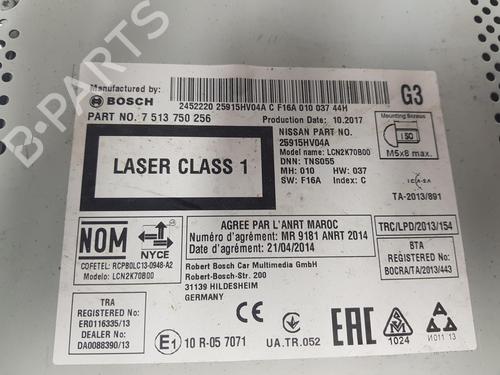 Manufactured by:
BOSCH
2452220 25915HV04A C F16A 010 037 44H
G3
PART NO. 7 513 750 256
Production Date: 10.2017
LASER CLASS 1
NISSAN PART NO.
25915HV04A
Model name: LCN2K70B00
DNN: TNS055
MH: 010 HW: 037
SW: F16A Index: C
Mounting Screws
ISO
M5x8 max.
ICASA
TA-2013/891
NOM
NYCE
COFETEL: RCPBOLC13-0948-A2
Modelo: LCN2K70B00
AGREE PAR L'ANRT MAROC
Numéro d'agrément: MR 9181 ANRT 2014
Date d'agrément: 21/04/2014
TRC/LPD/2013/154
BTA
REGISTERED No:
BOCRA/TA/2013/443
Robert Bosch Car Multimedia GmbH
Robert-Bosch-Str. 200
31139 HILDESHEIM
GERMANY
TRA
REGISTERED No:
ER0116335/13
DEALER No:
DA0088390/13
E1 10 R-05 7071
UA.TR.052
EAC
1024
И011 13
B-PARTS